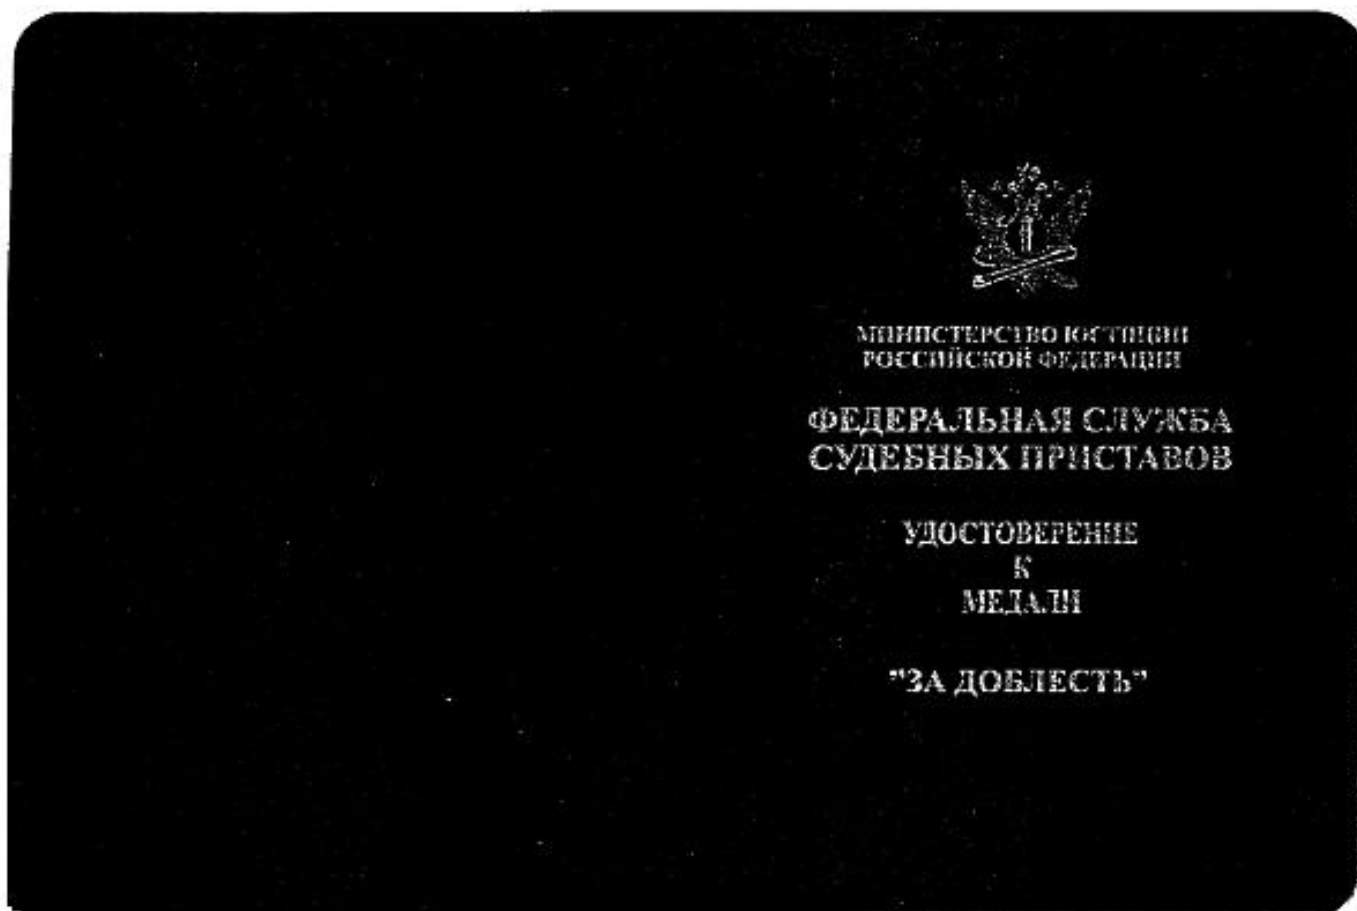 МИНИСТЕРСТВО ЮСТИЦИИ
РОССИЙСКОЙ ФЕДЕРАЦИИ
ФЕДЕРАЛЬНАЯ СЛУЖБА
СУДЕБНЫХ ПРИСТАВОВ
УДОСТОВЕРЕНИЕ
К
МЕДАЛИ
"ЗА ДОБЛЕСТЬ"